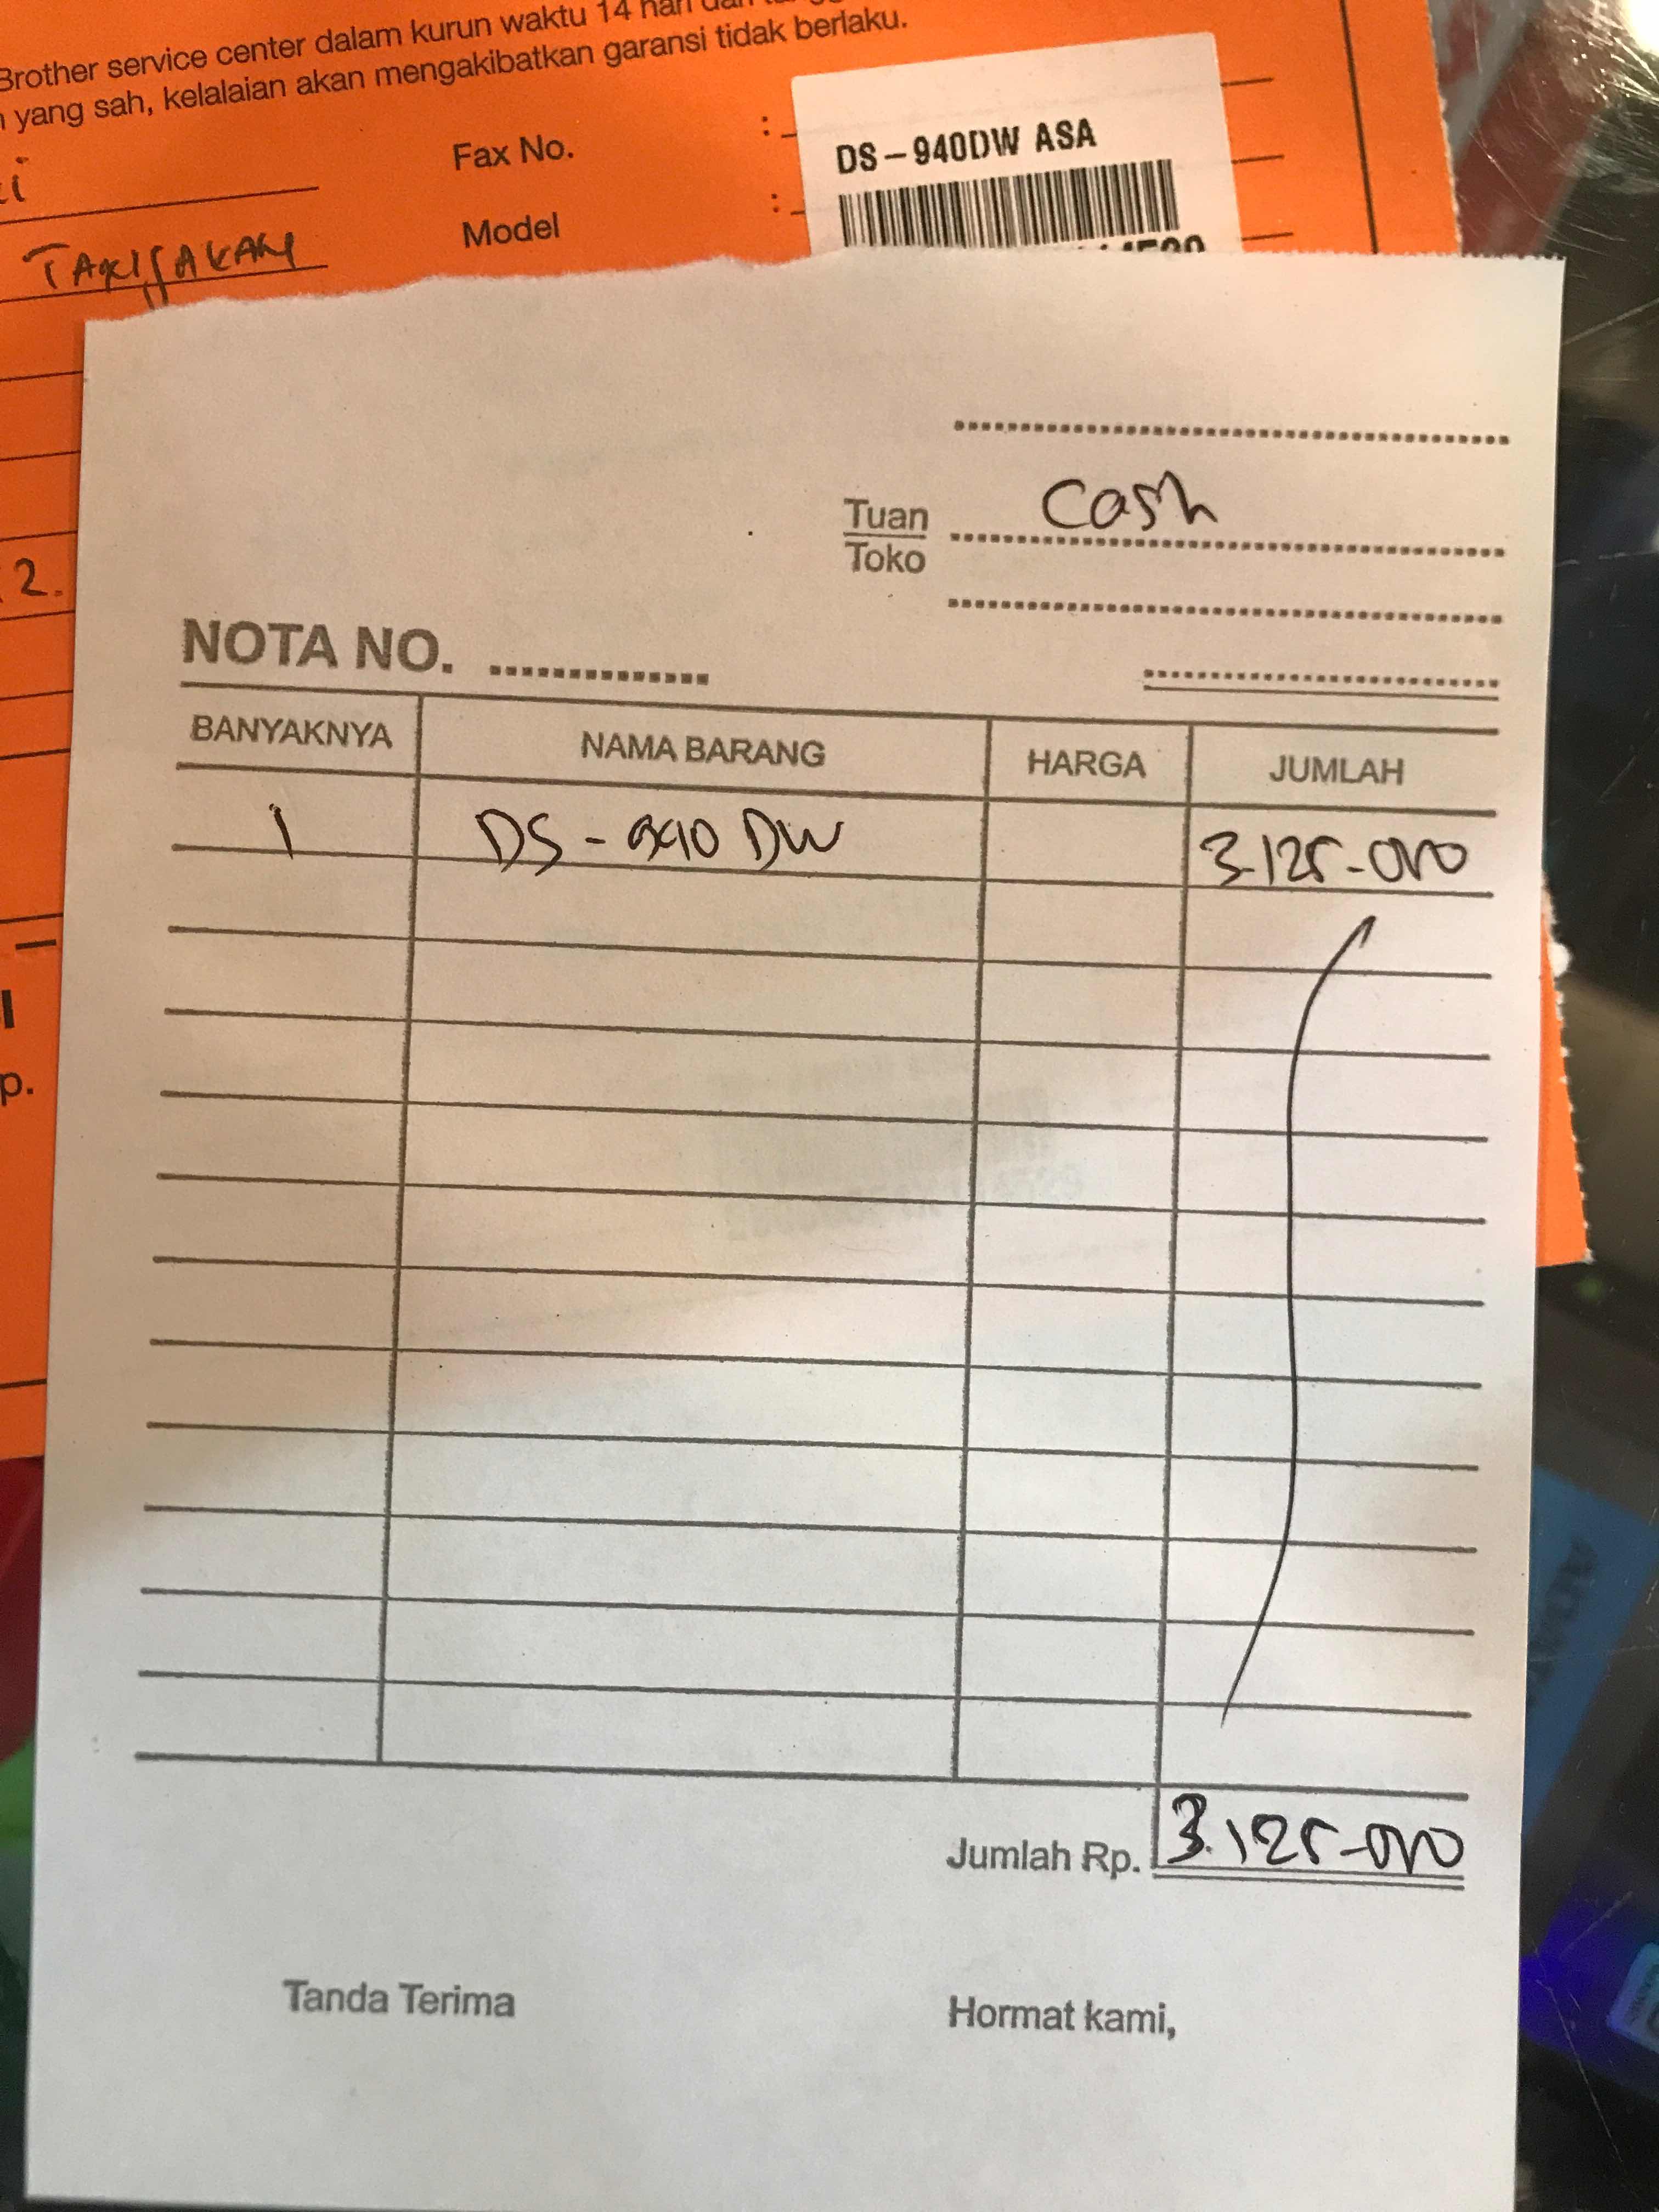 Brother service center dalam kurun waktu 14 hari dari
yang sah, kelalaian akan mengakibatkan garansi tidak berlaku.
Fax No. :
Model :
DS-940DW ASA
2.
p.
Cash
Tuan
Toko
NOTA NO. ..............
BANYAKNYA NAMA BARANG HARGA JUMLAH
1 DS-940 DW 3.125-000
Jumlah Rp. 3.125-000
Tanda Terima Hormat kami,